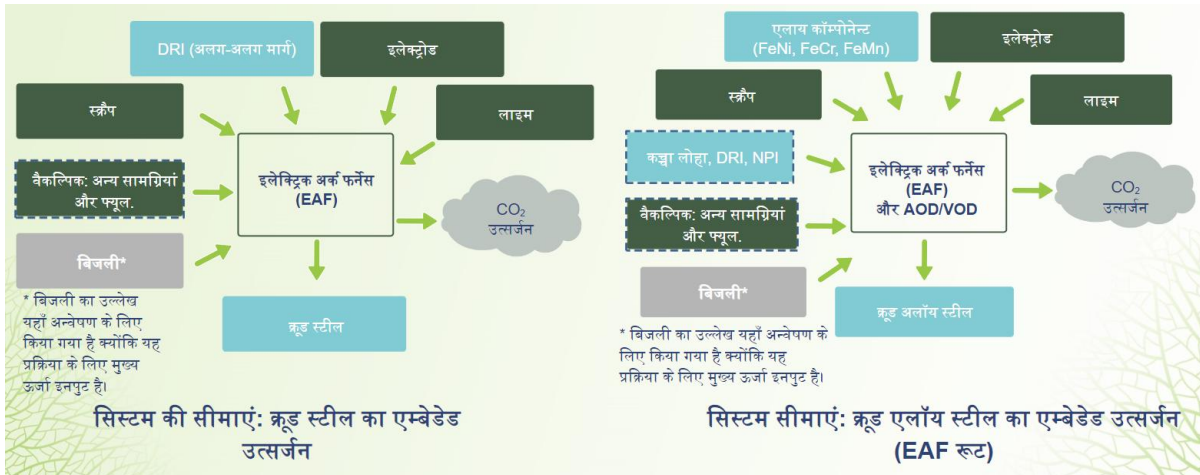 DRI (अलग-अलग मार्ग)
इलेक्ट्रोड
स्क्रैप
लाइम
वैकल्पिक: अन्य सामग्रियां
और फ्यूल.
इलेक्ट्रिक अर्क फर्नेस
(EAF)
CO₂
उत्सर्जन
बिजली*
* बिजली का उल्लेख
यहाँ अन्वेषण के लिए
किया गया है क्योंकि यह
प्रक्रिया के लिए मुख्य
ऊर्जा इनपुट है।
क्रूड स्टील
सिस्टम की सीमाएं: क्रूड स्टील का एम्बेडेड
उत्सर्जन
एलाय कॉम्पोनेन्ट
(FeNi, FeCr, FeMn)
इलेक्ट्रोड
स्क्रैप
लाइम
कच्चा लोहा, DRI, NPI
वैकल्पिक: अन्य सामग्रियां
और फ्यूल.
इलेक्ट्रिक अर्क फर्नेस
(EAF)
और AOD/VOD
CO₂
उत्सर्जन
बिजली*
* बिजली का उल्लेख यहाँ अन्वेषण के
लिए किया गया है क्योंकि यह
प्रक्रिया के लिए मुख्य ऊर्जा इनपुट है।
क्रूड अलॉय स्टील
सिस्टम सीमाएं: क्रूड एलॉय स्टील का एम्बेडेड उत्सर्जन
(EAF रूट)